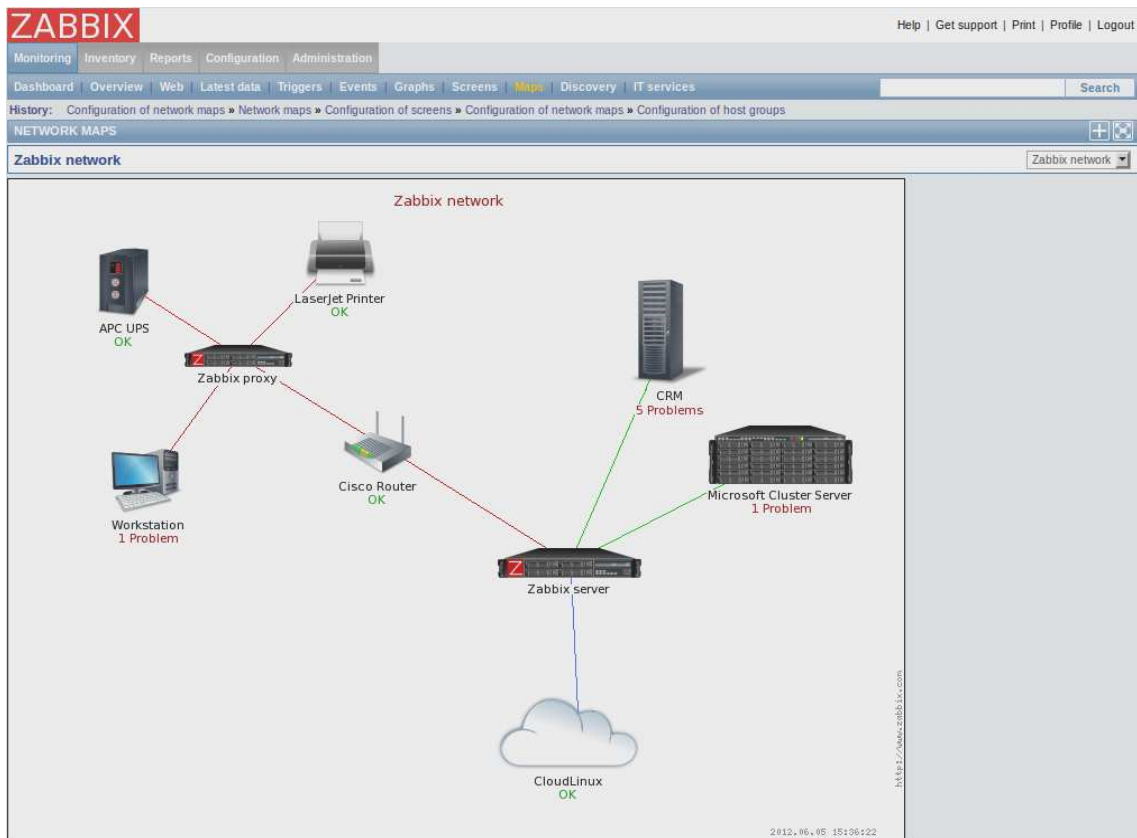 ZABBIX
Help | Get support | Print | Profile | Logout
Monitoring Inventory Reports Configuration Administration
Dashboard | Overview | Web | Latest data | Triggers | Events | Graphs | Screens | Maps | Discovery | IT services Search
History: Configuration of network maps » Network maps » Configuration of screens » Configuration of network maps » Configuration of host groups
NETWORK MAPS
Zabbix network Zabbix network
Zabbix network
LaserJet Printer
OK
APC UPS
OK
Z
Zabbix proxy
CRM
5 Problems
Cisco Router
OK
Microsoft Cluster Server
1 Problem
Workstation
1 Problem
Z
Zabbix server
CloudLinux
OK
http://www.zabbix.com
2012.06.05 15:36:22